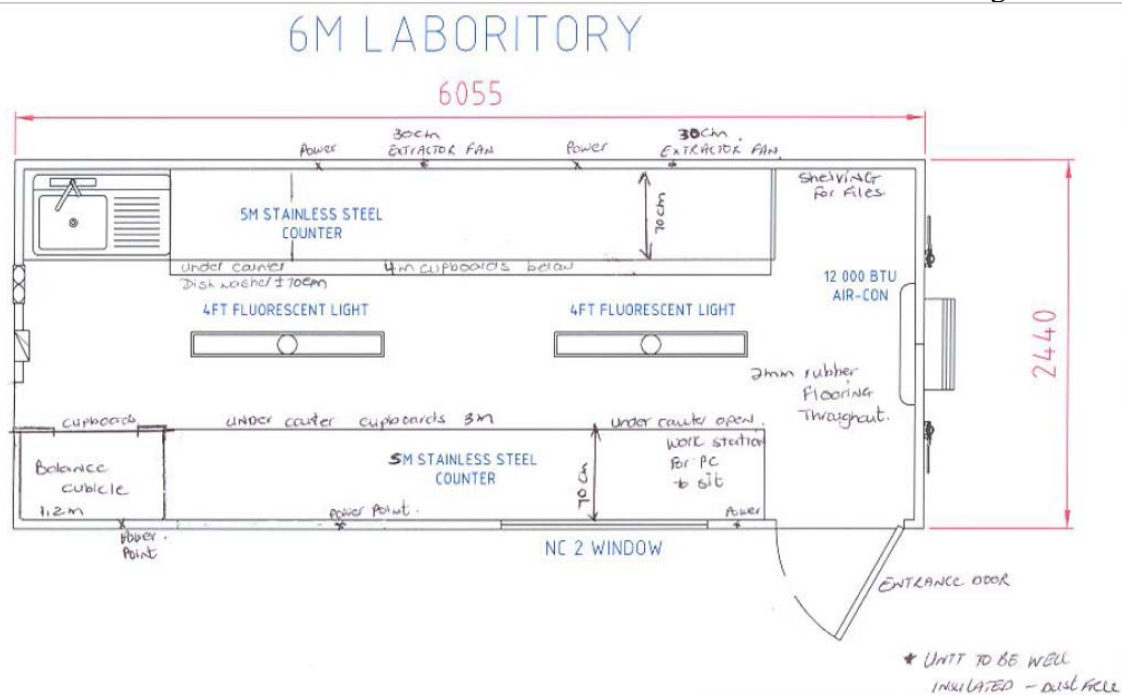 6M LABORITORY
6055
Power
30cm
EXTRACTOR FAN
Power
30cm.
EXTRACTOR FAN
Shelving
for Files
5M STAINLESS STEEL
COUNTER
70cm
under counter
4m cupboards below
Dishwasher ± 70cm
12 000 BTU
AIR-CON
4FT FLUORESCENT LIGHT
4FT FLUORESCENT LIGHT
2440
2mm rubber
Flooring
Throughout.
cupboards
under counter cupboards 3m
under counter open.
Balance
cubicle
1.2m
5M STAINLESS STEEL
COUNTER
70cm
work station
For PC
to sit
Power.
Point
Power Point.
Power
NC 2 WINDOW
ENTRANCE DOOR
* UNIT TO BE WELL
INSULATED - DUST FREE